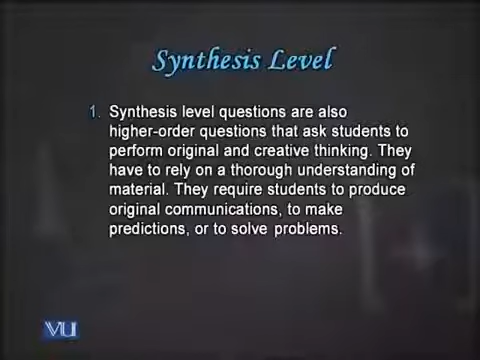 Synthesis Level
1. Synthesis level questions are also
higher-order questions that ask students to
perform original and creative thinking. They
have to rely on a thorough understanding of
material. They require students to produce
original communications, to make
predictions, or to solve problems.
VU